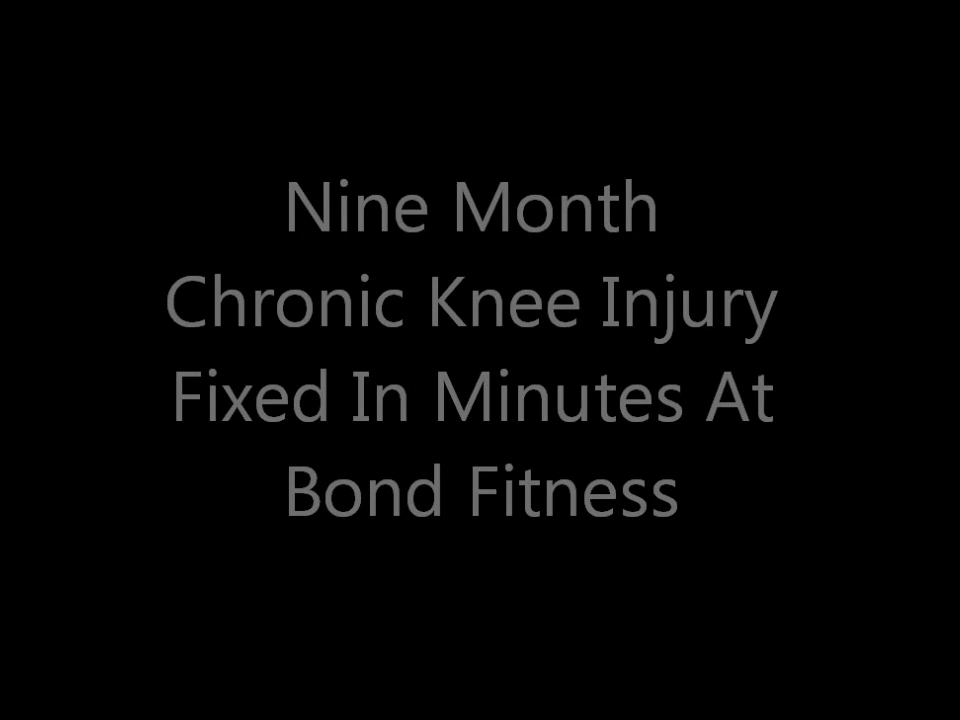 Nine Month
Chronic Knee Injury
Fixed In Minutes At
Bond Fitness